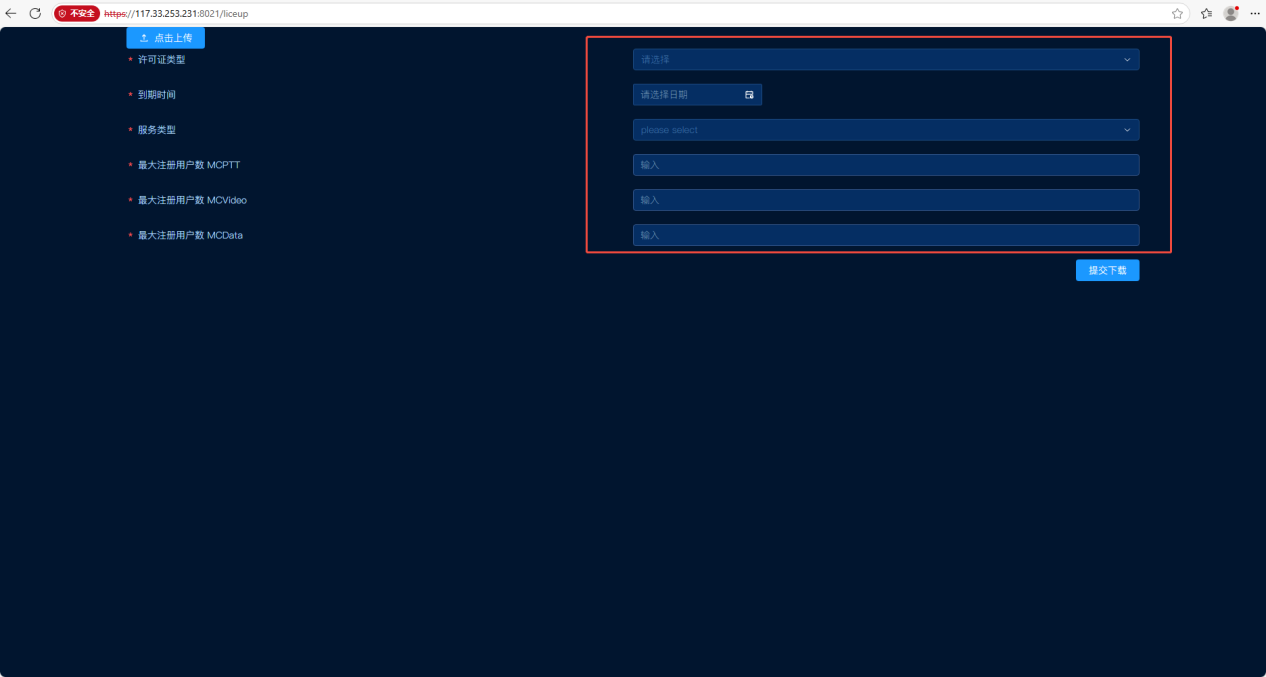 不安全 https://117.33.253.231:8021/liceup
点击上传
* 许可证类型 请选择
* 到期时间 请选择日期
* 服务类型 please select
* 最大注册用户数 MCPTT 输入
* 最大注册用户数 MCVideo 输入
* 最大注册用户数 MCData 输入
提交下载